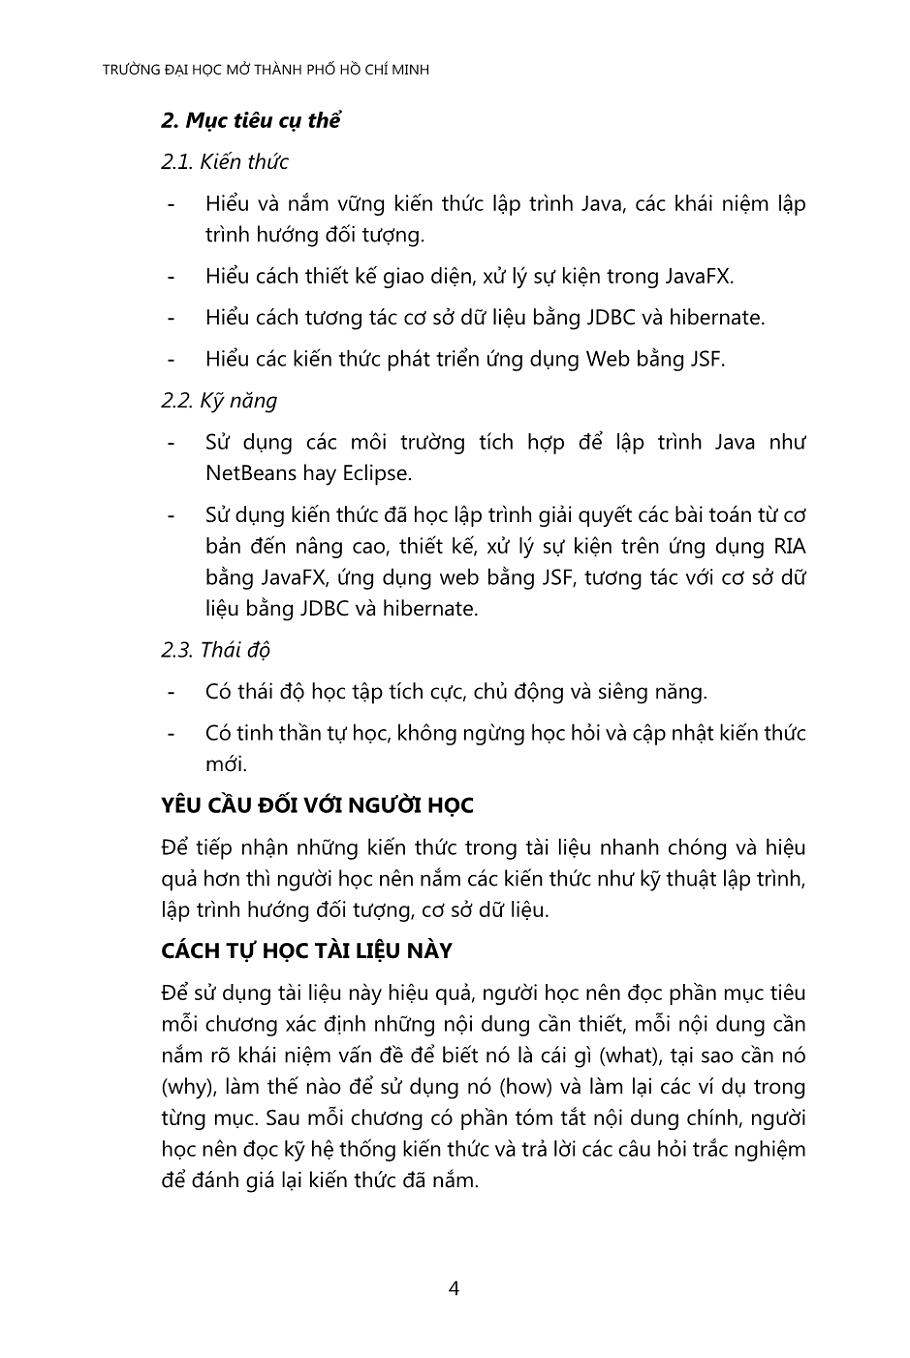 TRƯỜNG ĐẠI HỌC MỞ THÀNH PHỐ HỒ CHÍ MINH
2. Mục tiêu cụ thể
2.1. Kiến thức
- Hiểu và nắm vững kiến thức lập trình Java, các khái niệm lập
trình hướng đối tượng.
- Hiểu cách thiết kế giao diện, xử lý sự kiện trong JavaFX.
- Hiểu cách tương tác cơ sở dữ liệu bằng JDBC và hibernate.
- Hiểu các kiến thức phát triển ứng dụng Web bằng JSF.
2.2. Kỹ năng
- Sử dụng các môi trường tích hợp để lập trình Java như
NetBeans hay Eclipse.
- Sử dụng kiến thức đã học lập trình giải quyết các bài toán từ cơ
bản đến nâng cao, thiết kế, xử lý sự kiện trên ứng dụng RIA
bằng JavaFX, ứng dụng web bằng JSF, tương tác với cơ sở dữ
liệu bằng JDBC và hibernate.
2.3. Thái độ
- Có thái độ học tập tích cực, chủ động và siêng năng.
- Có tinh thần tự học, không ngừng học hỏi và cập nhật kiến thức
mới.
YÊU CẦU ĐỐI VỚI NGƯỜI HỌC
Để tiếp nhận những kiến thức trong tài liệu nhanh chóng và hiệu
quả hơn thì người học nên nắm các kiến thức như kỹ thuật lập trình,
lập trình hướng đối tượng, cơ sở dữ liệu.
CÁCH TỰ HỌC TÀI LIỆU NÀY
Để sử dụng tài liệu này hiệu quả, người học nên đọc phần mục tiêu
mỗi chương xác định những nội dung cần thiết, mỗi nội dung cần
nắm rõ khái niệm vấn đề để biết nó là cái gì (what), tại sao cần nó
(why), làm thế nào để sử dụng nó (how) và làm lại các ví dụ trong
từng mục. Sau mỗi chương có phần tóm tắt nội dung chính, người
học nên đọc kỹ hệ thống kiến thức và trả lời các câu hỏi trắc nghiệm
để đánh giá lại kiến thức đã nắm.
4